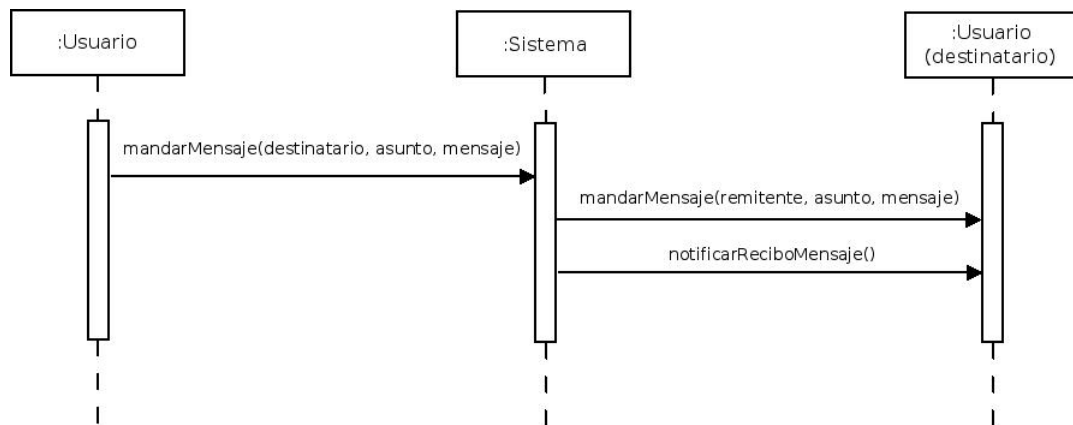 :Usuario
:Sistema
:Usuario
(destinatario)
mandarMensaje(destinatario, asunto, mensaje)
mandarMensaje(remitente, asunto, mensaje)
notificarReciboMensaje()